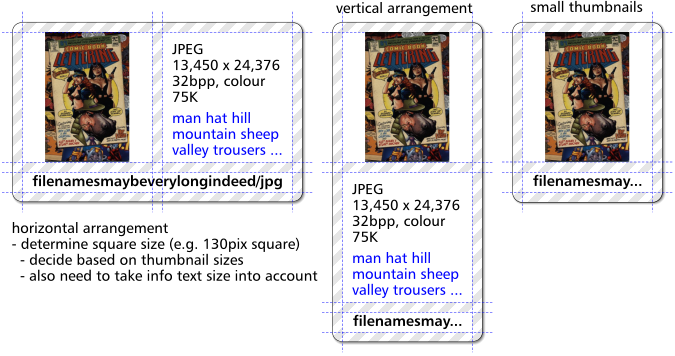 vertical arrangement
small thumbnails
JPEG
13,450 x 24,376
32bpp, colour
75K
man hat hill
mountain sheep
valley trousers ...
filenamesmaybeverylongindeed/jpg
JPEG
13,450 x 24,376
32bpp, colour
75K
man hat hill
mountain sheep
valley trousers ...
filenamesmay...
filenamesmay...
horizontal arrangement
- determine square size (e.g. 130pix square)
- decide based on thumbnail sizes
- also need to take info text size into account